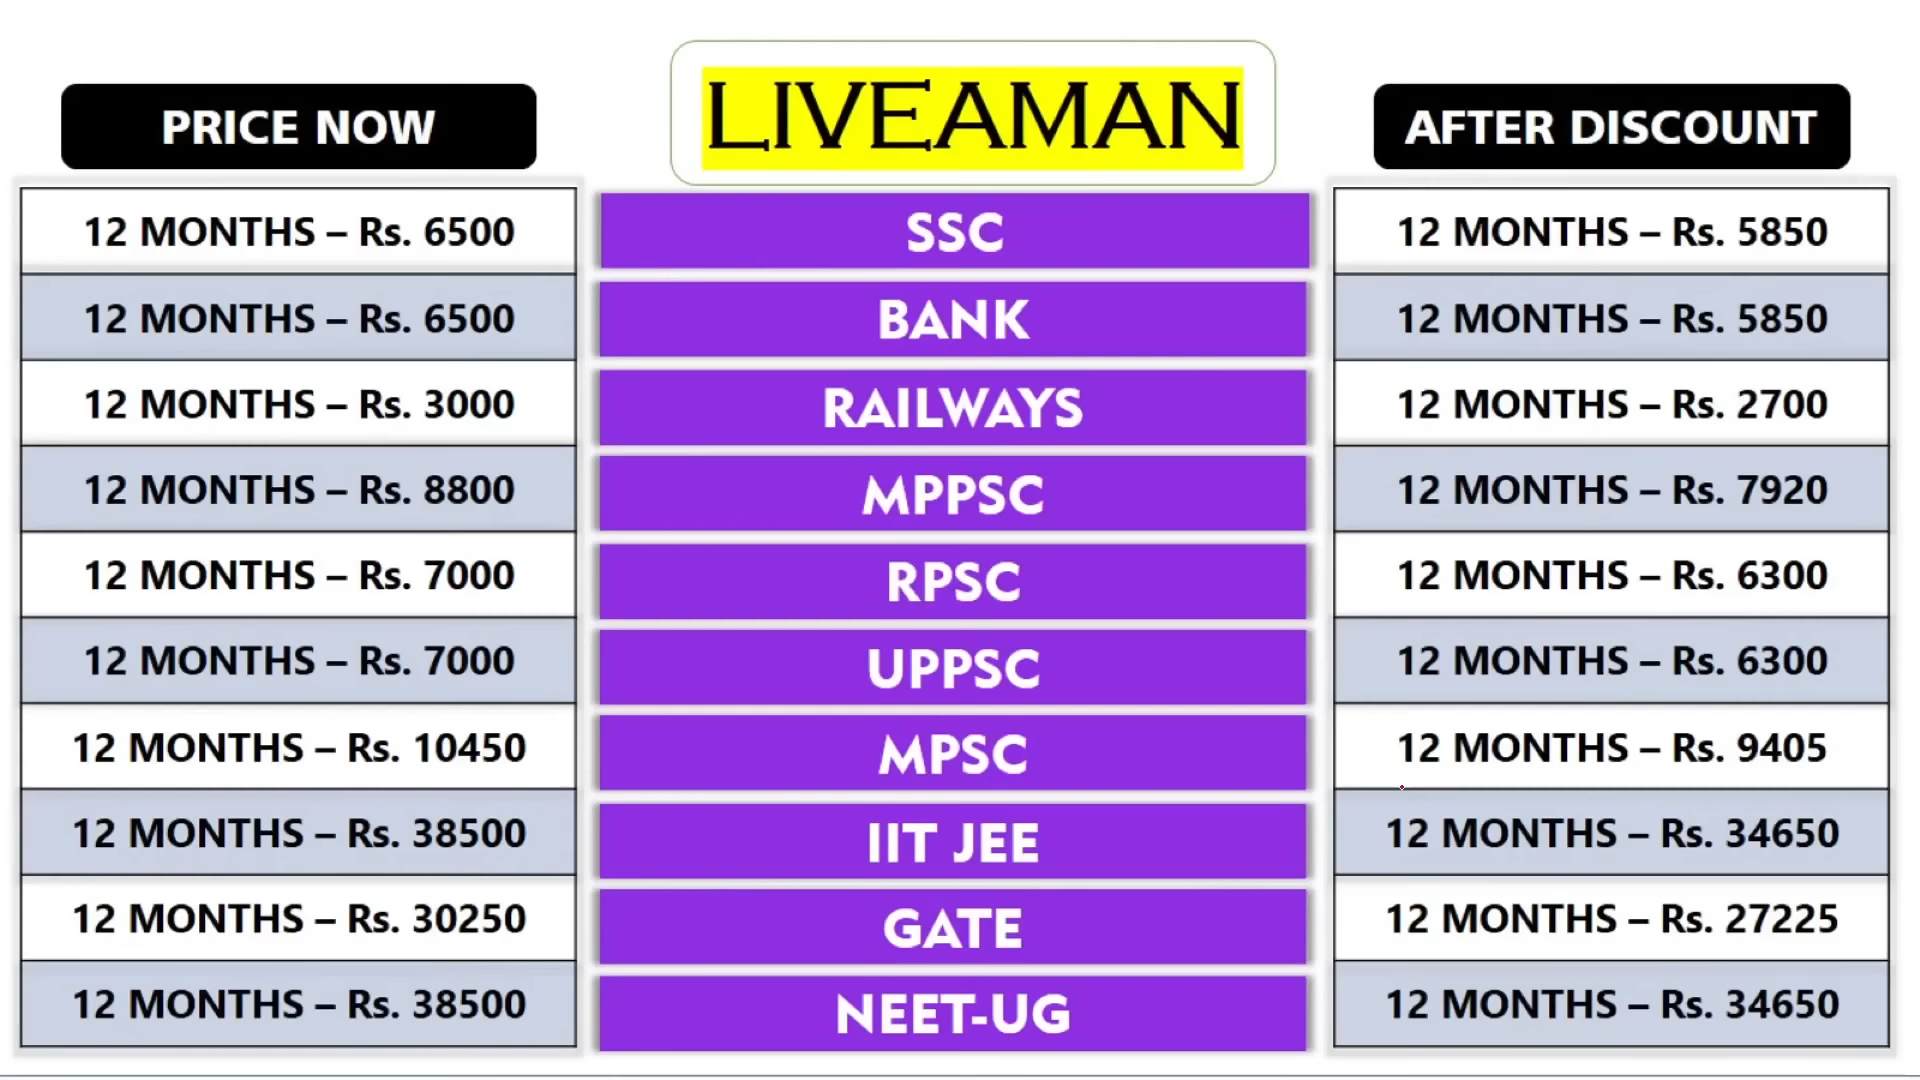 LIVEAMAN
PRICE NOW
AFTER DISCOUNT
12 MONTHS – Rs. 6500
SSC
12 MONTHS – Rs. 5850
12 MONTHS – Rs. 6500
BANK
12 MONTHS – Rs. 5850
12 MONTHS – Rs. 3000
RAILWAYS
12 MONTHS – Rs. 2700
12 MONTHS – Rs. 8800
MPPSC
12 MONTHS – Rs. 7920
12 MONTHS – Rs. 7000
RPSC
12 MONTHS – Rs. 6300
12 MONTHS – Rs. 7000
UPPSC
12 MONTHS – Rs. 6300
12 MONTHS – Rs. 10450
MPSC
12 MONTHS – Rs. 9405
12 MONTHS – Rs. 38500
IIT JEE
12 MONTHS – Rs. 34650
12 MONTHS – Rs. 30250
GATE
12 MONTHS – Rs. 27225
12 MONTHS – Rs. 38500
NEET-UG
12 MONTHS – Rs. 34650